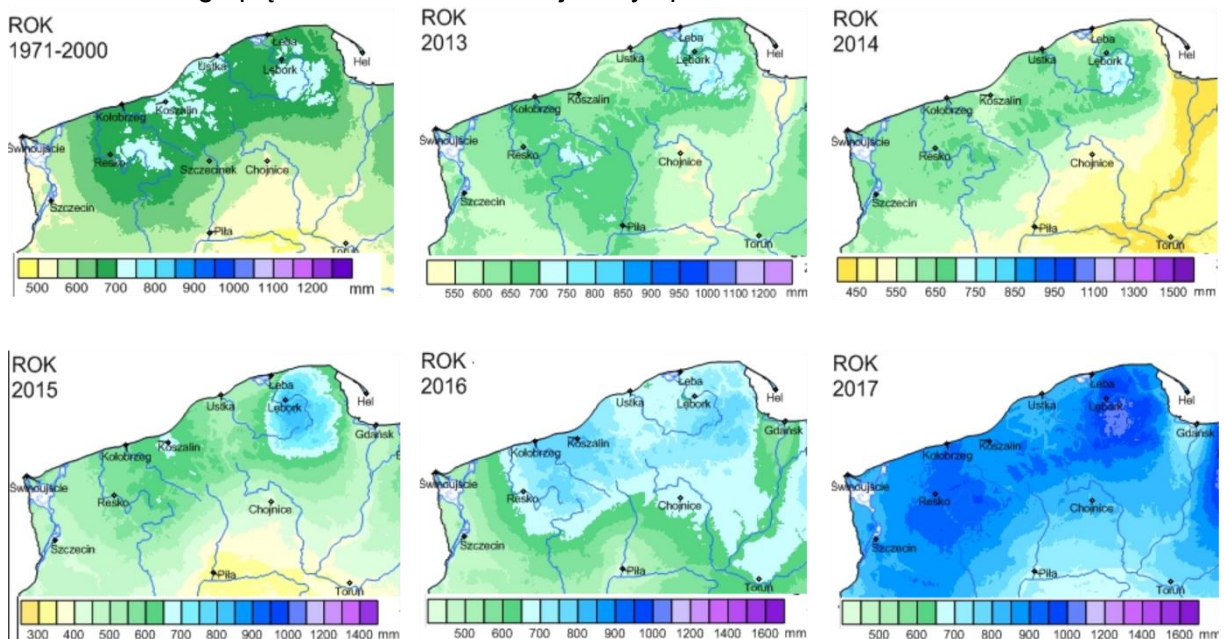 ROK
1971-2000
Łeba
Hel
Ustka
Lębork
Koszalin
Kołobrzeg
Świnoujście
Resko
Szczecinek
Chojnice
Szczecin
Piła
Toruń
500 600 700 800 900 1000 1100 1200 mm
ROK
2013
Łeba
Hel
Ustka
Lębork
Kołobrzeg
Koszalin
Świnoujście
Resko
Chojnice
Szczecin
Piła
Toruń
550 600 650 700 750 800 850 900 950 1000 1100 1200 mm
ROK
2014
Łeba
Hel
Ustka
Lębork
Kołobrzeg
Koszalin
Świnoujście
Resko
Chojnice
Szczecin
Piła
Toruń
450 550 650 750 850 950 1100 1300 1500 mm
ROK
2015
Łeba
Hel
Ustka
Lębork
Gdańsk
Kołobrzeg
Koszalin
Świnoujście
Resko
Chojnice
Szczecin
Piła
Toruń
300 400 500 600 700 800 900 1000 1200 1400 mm
ROK
2016
Łeba
Hel
Ustka
Lębork
Gdańsk
Kołobrzeg
Koszalin
Świnoujście
Resko
Chojnice
Szczecin
Piła
Toruń
500 600 700 800 900 1000 1200 1600 mm
ROK
2017
Łeba
Hel
Ustka
Lębork
Gdańsk
Kołobrzeg
Koszalin
Świnoujście
Resko
Chojnice
Szczecin
Piła
Toruń
500 600 700 800 900 1000 1200 1600 mm